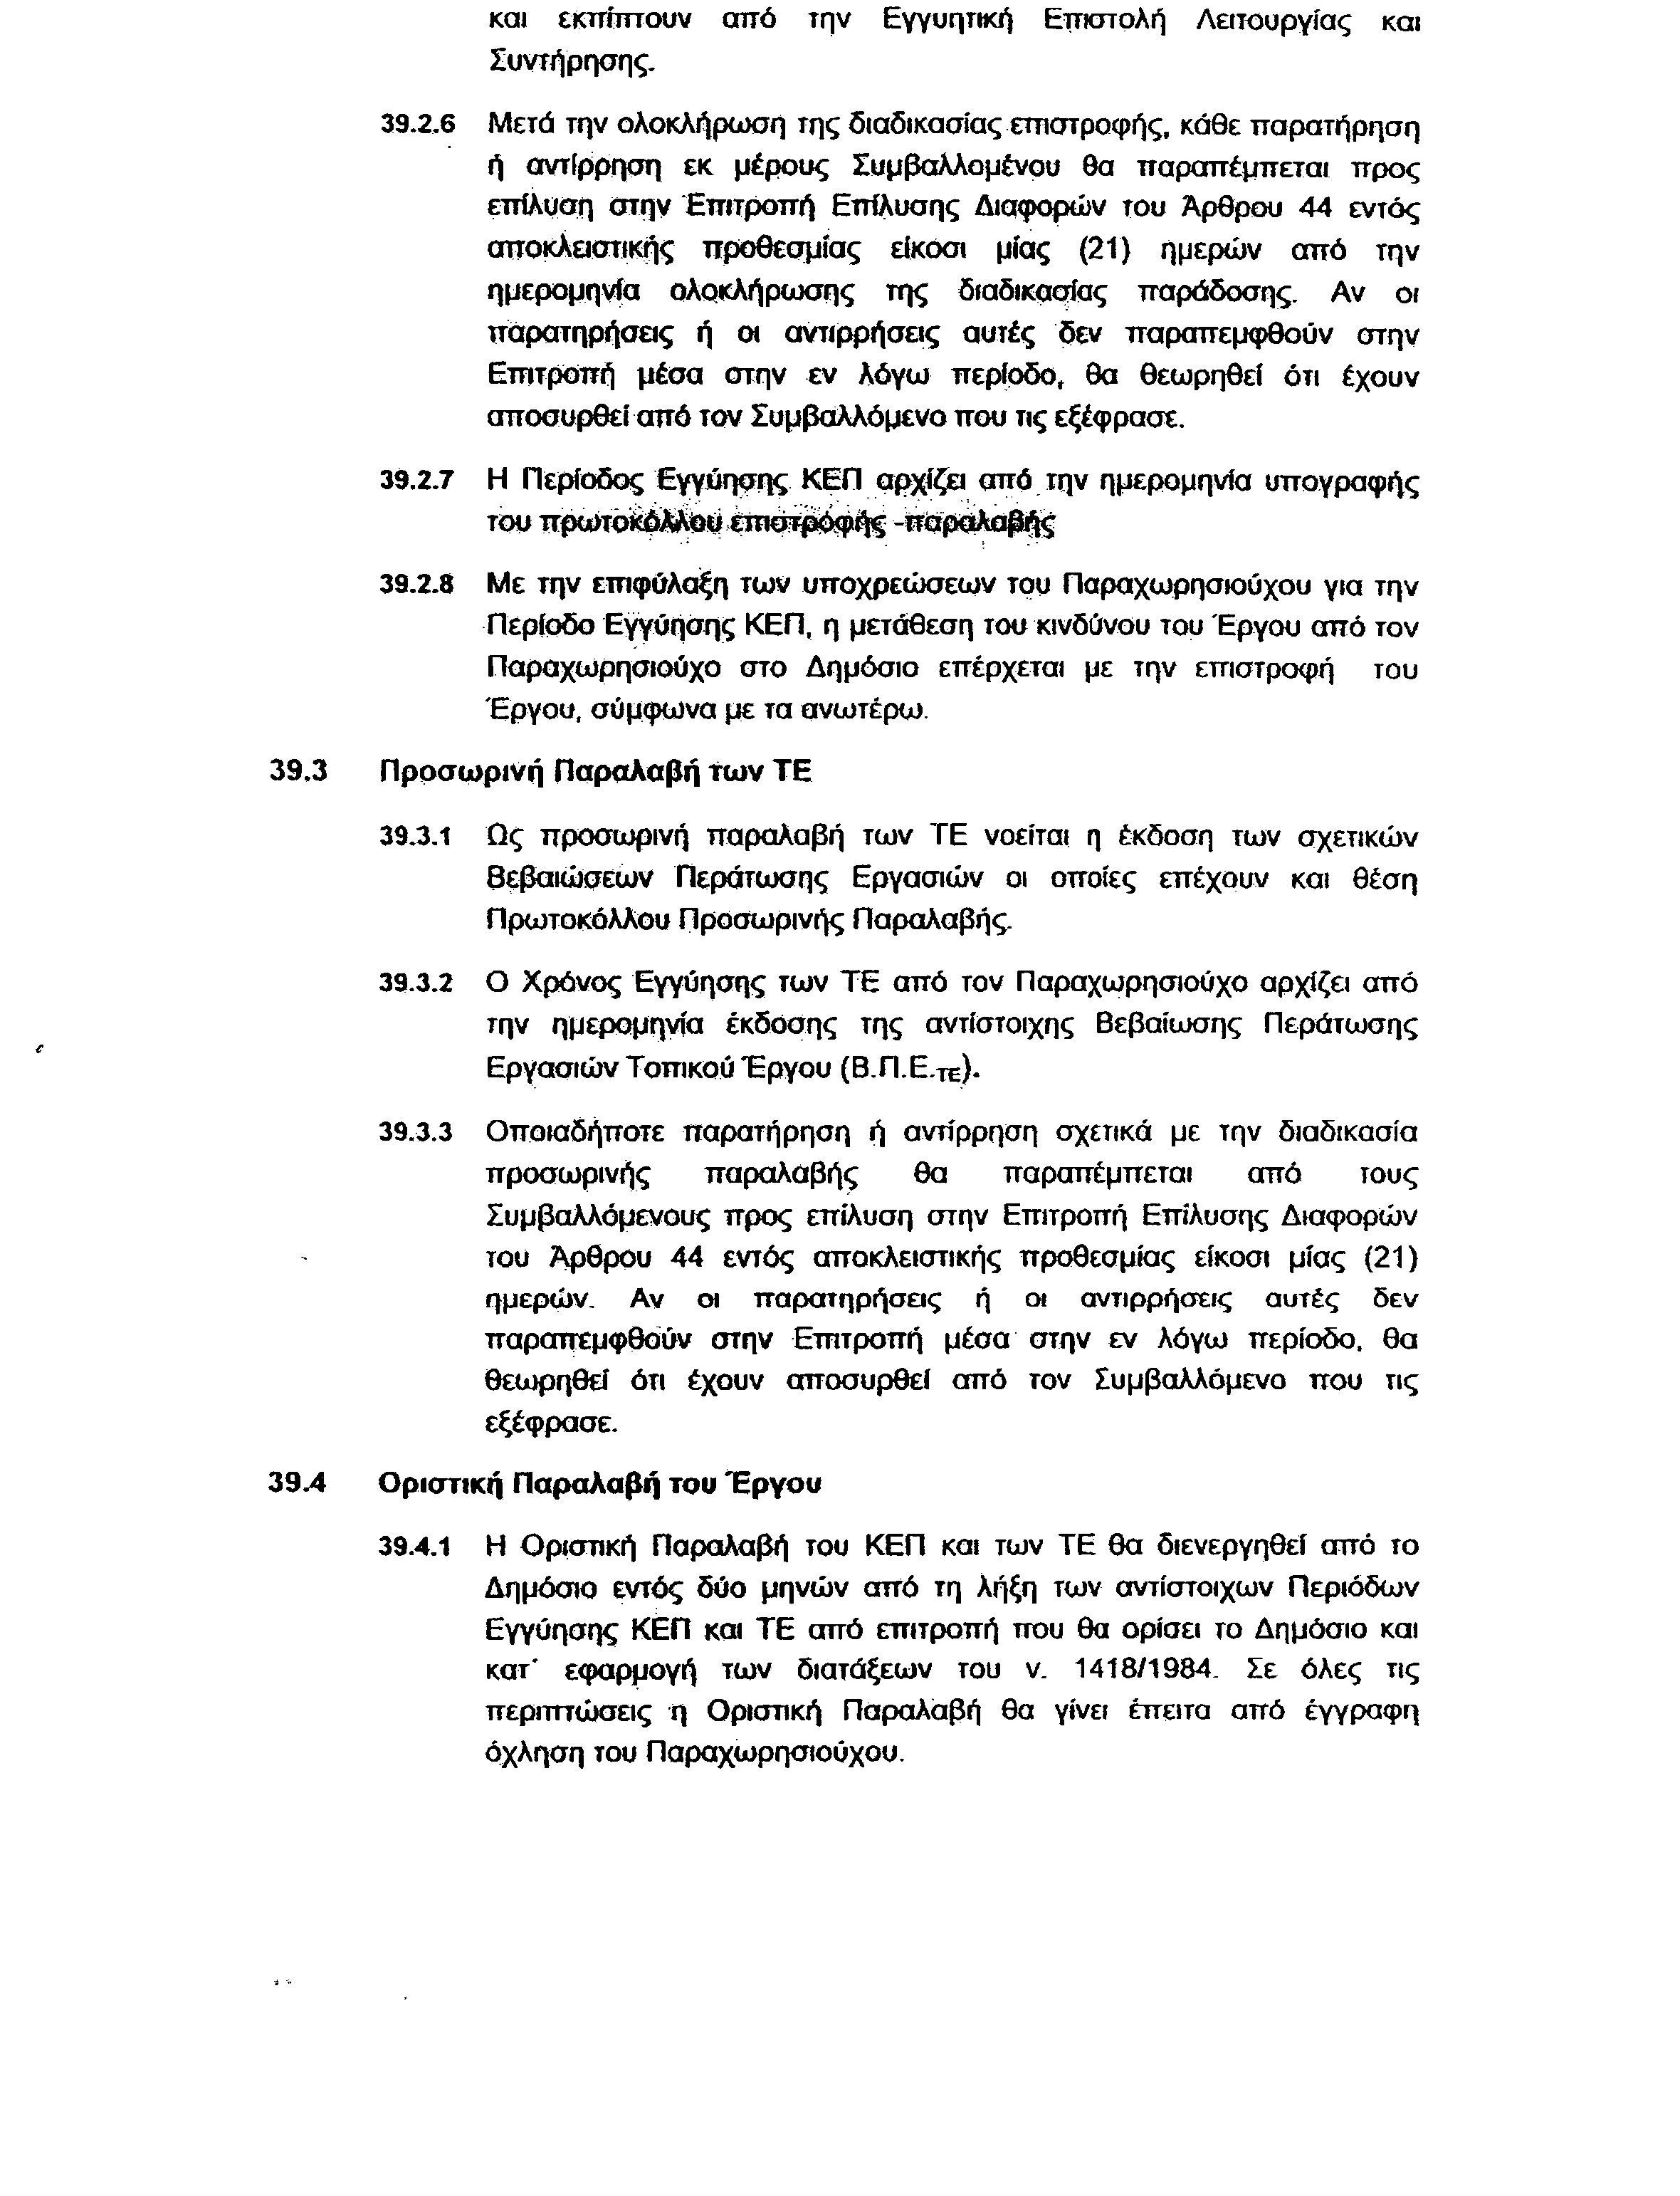 και εκπίπτουν από την Εγγυητική Επιστολή Λειτουργίας και
Συντήρησης.
39.2.6 Μετά την ολοκλήρωση της διαδικασίας επιστροφής, κάθε παρατήρηση
ή αντίρρηση εκ μέρους Συμβαλλομένου θα παραπέμπεται προς
επίλυση στην Επιτροπή Επίλυσης Διαφορών του Άρθρου 44 εντός
αποκλειστικής προθεσμίας είκοσι μίας (21) ημερών από την
ημερομηνία ολοκλήρωσης της διαδικασίας παράδοσης. Αν οι
παρατηρήσεις ή οι αντιρρήσεις αυτές δεν παραπεμφθούν στην
Επιτροπή μέσα στην εν λόγω περίοδο, θα θεωρηθεί ότι έχουν
αποσυρθεί από τον Συμβαλλόμενο που τις εξέφρασε.
39.2.7 Η Περίοδος Εγγύησης ΚΕΠ αρχίζει από την ημερομηνία υπογραφής
του πρωτοκόλλου επιστροφής -παραλαβής
39.2.8 Με την επιφύλαξη των υποχρεώσεων του Παραχωρησιούχου για την
Περίοδο Εγγύησης ΚΕΠ, η μετάθεση του κινδύνου του Έργου από τον
Παραχωρησιούχο στο Δημόσιο επέρχεται με την επιστροφή του
Έργου, σύμφωνα με τα ανωτέρω.
39.3 Προσωρινή Παραλαβή των ΤΕ
39.3.1 Ως προσωρινή παραλαβή των ΤΕ νοείται η έκδοση των σχετικών
Βεβαιώσεων Περάτωσης Εργασιών οι οποίες επέχουν και θέση
Πρωτοκόλλου Προσωρινής Παραλαβής.
39.3.2 Ο Χρόνος Εγγύησης των ΤΕ από τον Παραχωρησιούχο αρχίζει από
την ημερομηνία έκδοσης της αντίστοιχης Βεβαίωσης Περάτωσης
Εργασιών Τοπικού Έργου (Β.Π.Ε.ΤΕ).
39.3.3 Οποιαδήποτε παρατήρηση ή αντίρρηση σχετικά με την διαδικασία
προσωρινής παραλαβής θα παραπέμπεται από τους
Συμβαλλόμενους προς επίλυση στην Επιτροπή Επίλυσης Διαφορών
του Άρθρου 44 εντός αποκλειστικής προθεσμίας είκοσι μίας (21)
ημερών. Αν οι παρατηρήσεις ή οι αντιρρήσεις αυτές δεν
παραπεμφθούν στην Επιτροπή μέσα στην εν λόγω περίοδο, θα
θεωρηθεί ότι έχουν αποσυρθεί από τον Συμβαλλόμενο που τις
εξέφρασε.
39.4 Οριστική Παραλαβή του Έργου
39.4.1 Η Οριστική Παραλαβή του ΚΕΠ και των ΤΕ θα διενεργηθεί από το
Δημόσιο εντός δύο μηνών από τη λήξη των αντίστοιχων Περιόδων
Εγγύησης ΚΕΠ και ΤΕ από επιτροπή που θα ορίσει το Δημόσιο και
κατ' εφαρμογή των διατάξεων του ν. 1418/1984. Σε όλες τις
περιπτώσεις η Οριστική Παραλαβή θα γίνει έπειτα από έγγραφη
όχληση του Παραχωρησιούχου.